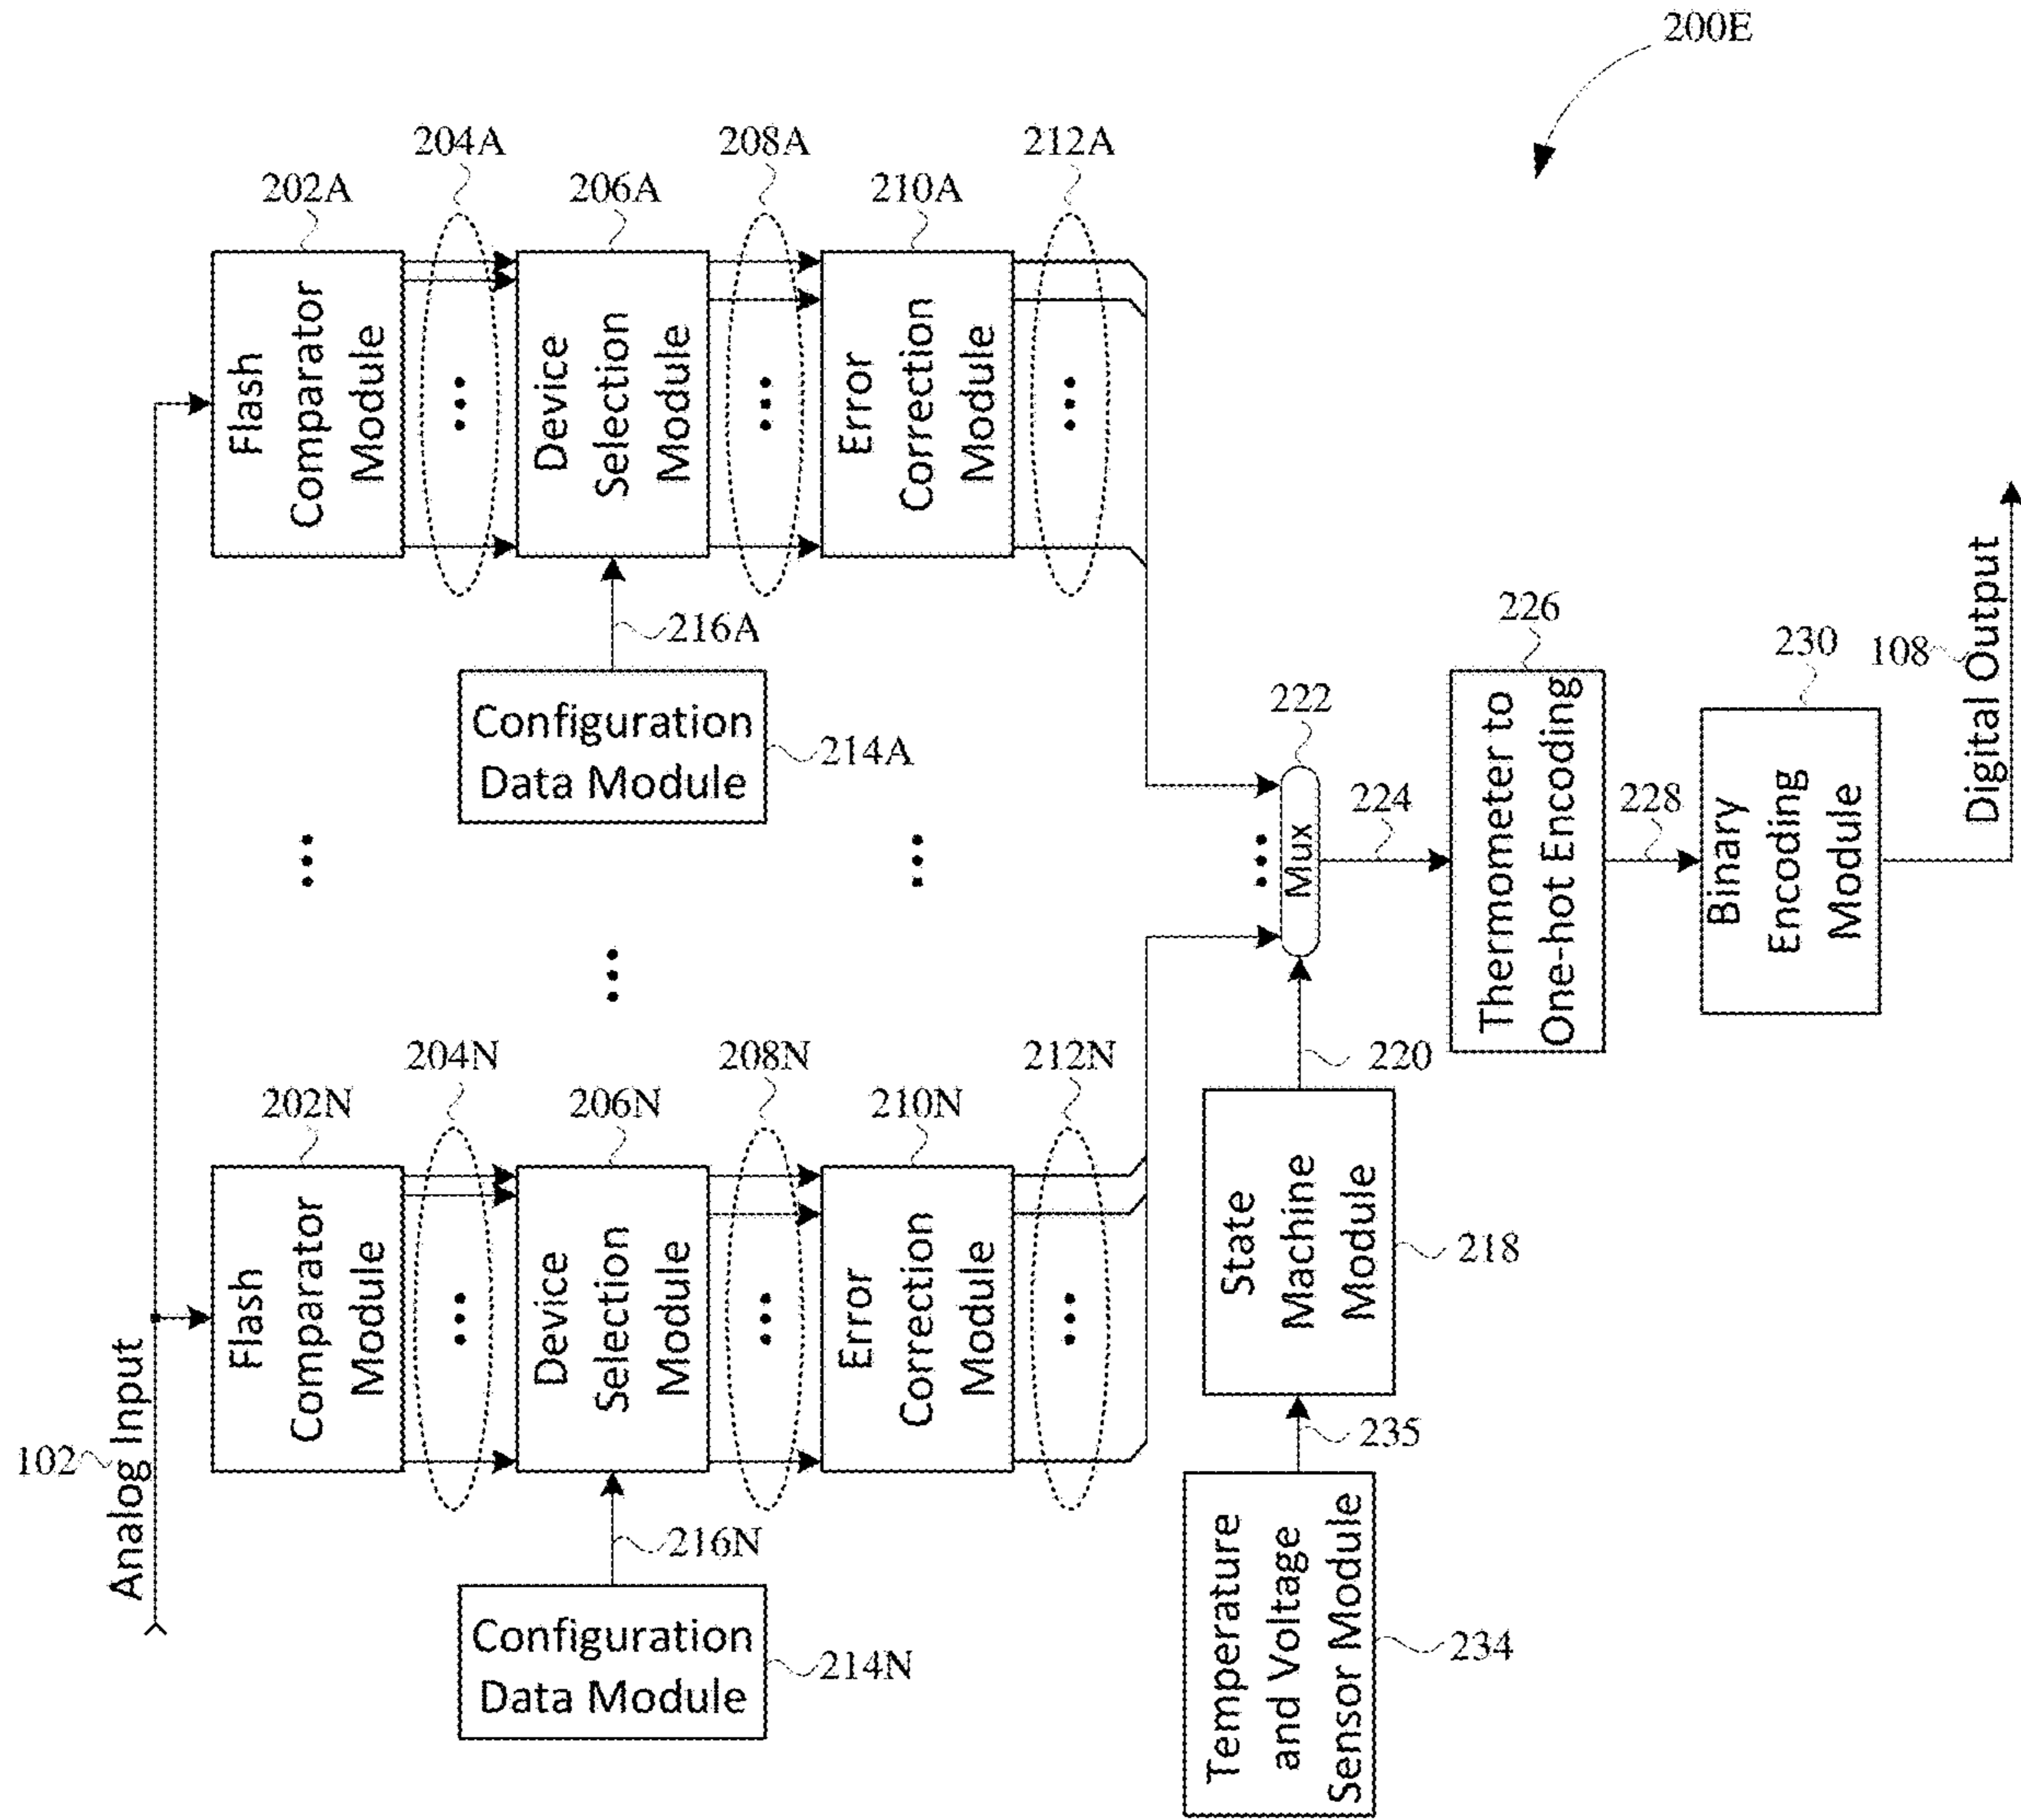 200E
204A
208A
212A
202A
206A
210A
Flash
Comparator
Module
Device
Selection
Module
Error
Correction
Module
216A
Configuration
Data Module
214A
222
Mux
224
226
Thermometer to
One-hot Encoding
228
230
Binary
Encoding
Module
108
Digital Output
204N
208N
212N
202N
206N
210N
Flash
Comparator
Module
Device
Selection
Module
Error
Correction
Module
102
Analog Input
216N
Configuration
Data Module
214N
220
State
Machine
Module
218
235
Temperature
and Voltage
Sensor Module
234